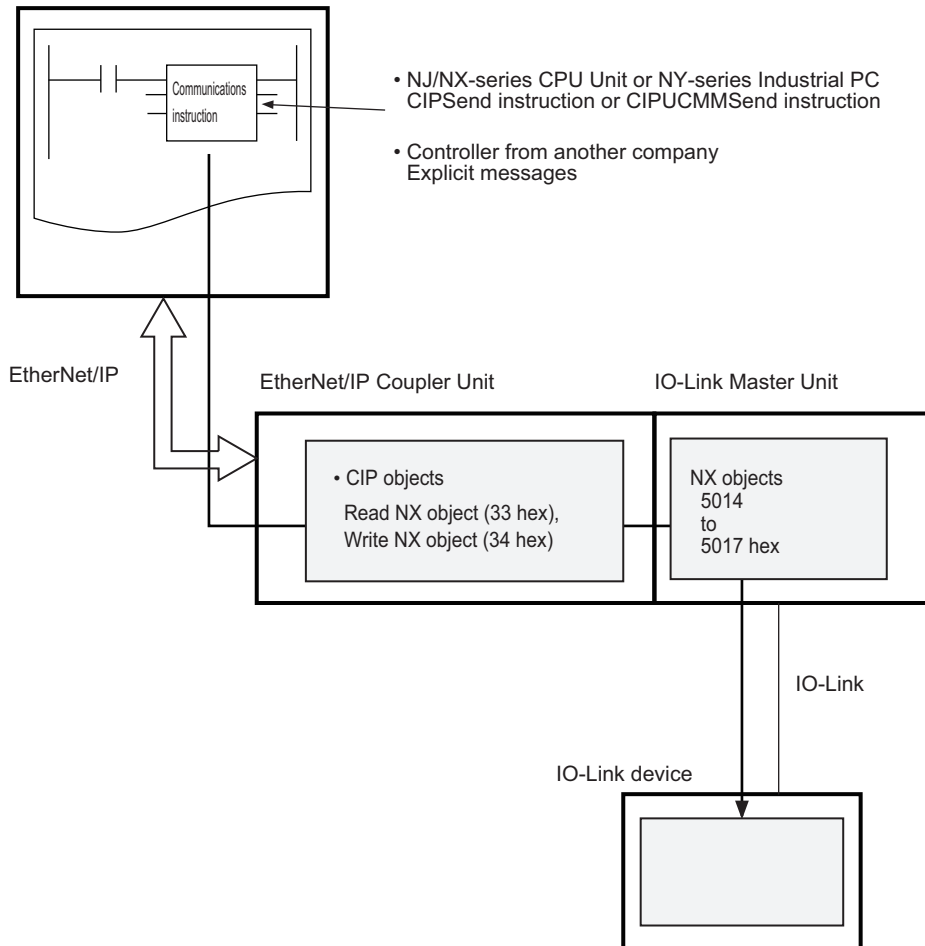 Communications
instruction
• NJ/NX-series CPU Unit or NY-series Industrial PC
CIPSend instruction or CIPUCMMSend instruction
• Controller from another company
Explicit messages
EtherNet/IP
EtherNet/IP Coupler Unit
IO-Link Master Unit
• CIP objects
Read NX object (33 hex),
Write NX object (34 hex)
NX objects
5014
to
5017 hex
IO-Link
IO-Link device